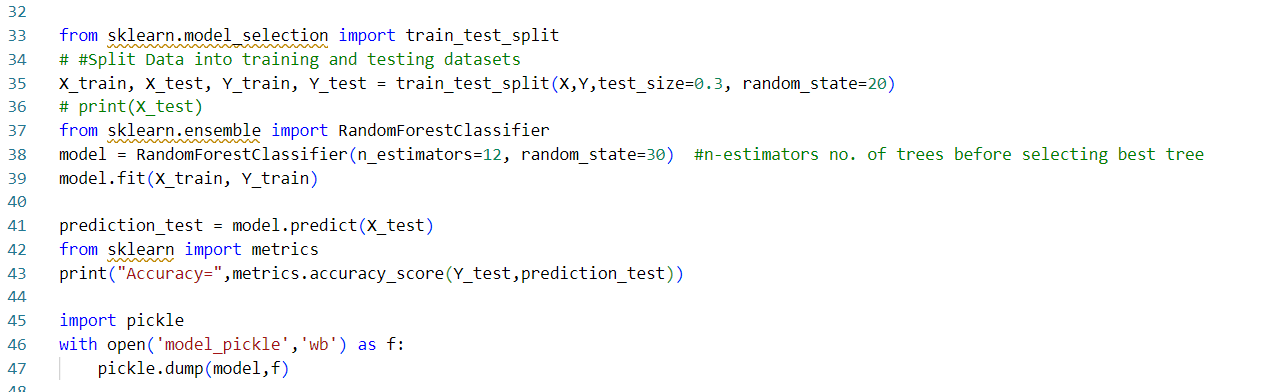 32
33 from sklearn.model_selection import train_test_split
34 # #Split Data into training and testing datasets
35 X_train, X_test, Y_train, Y_test = train_test_split(X,Y,test_size=0.3, random_state=20)
36 # print(X_test)
37 from sklearn.ensemble import RandomForestClassifier
38 model = RandomForestClassifier(n_estimators=12, random_state=30)  #n-estimators no. of trees before selecting best tree
39 model.fit(X_train, Y_train)
40
41 prediction_test = model.predict(X_test)
42 from sklearn import metrics
43 print("Accuracy=",metrics.accuracy_score(Y_test,prediction_test))
44
45 import pickle
46 with open('model_pickle','wb') as f:
47     pickle.dump(model,f)
48